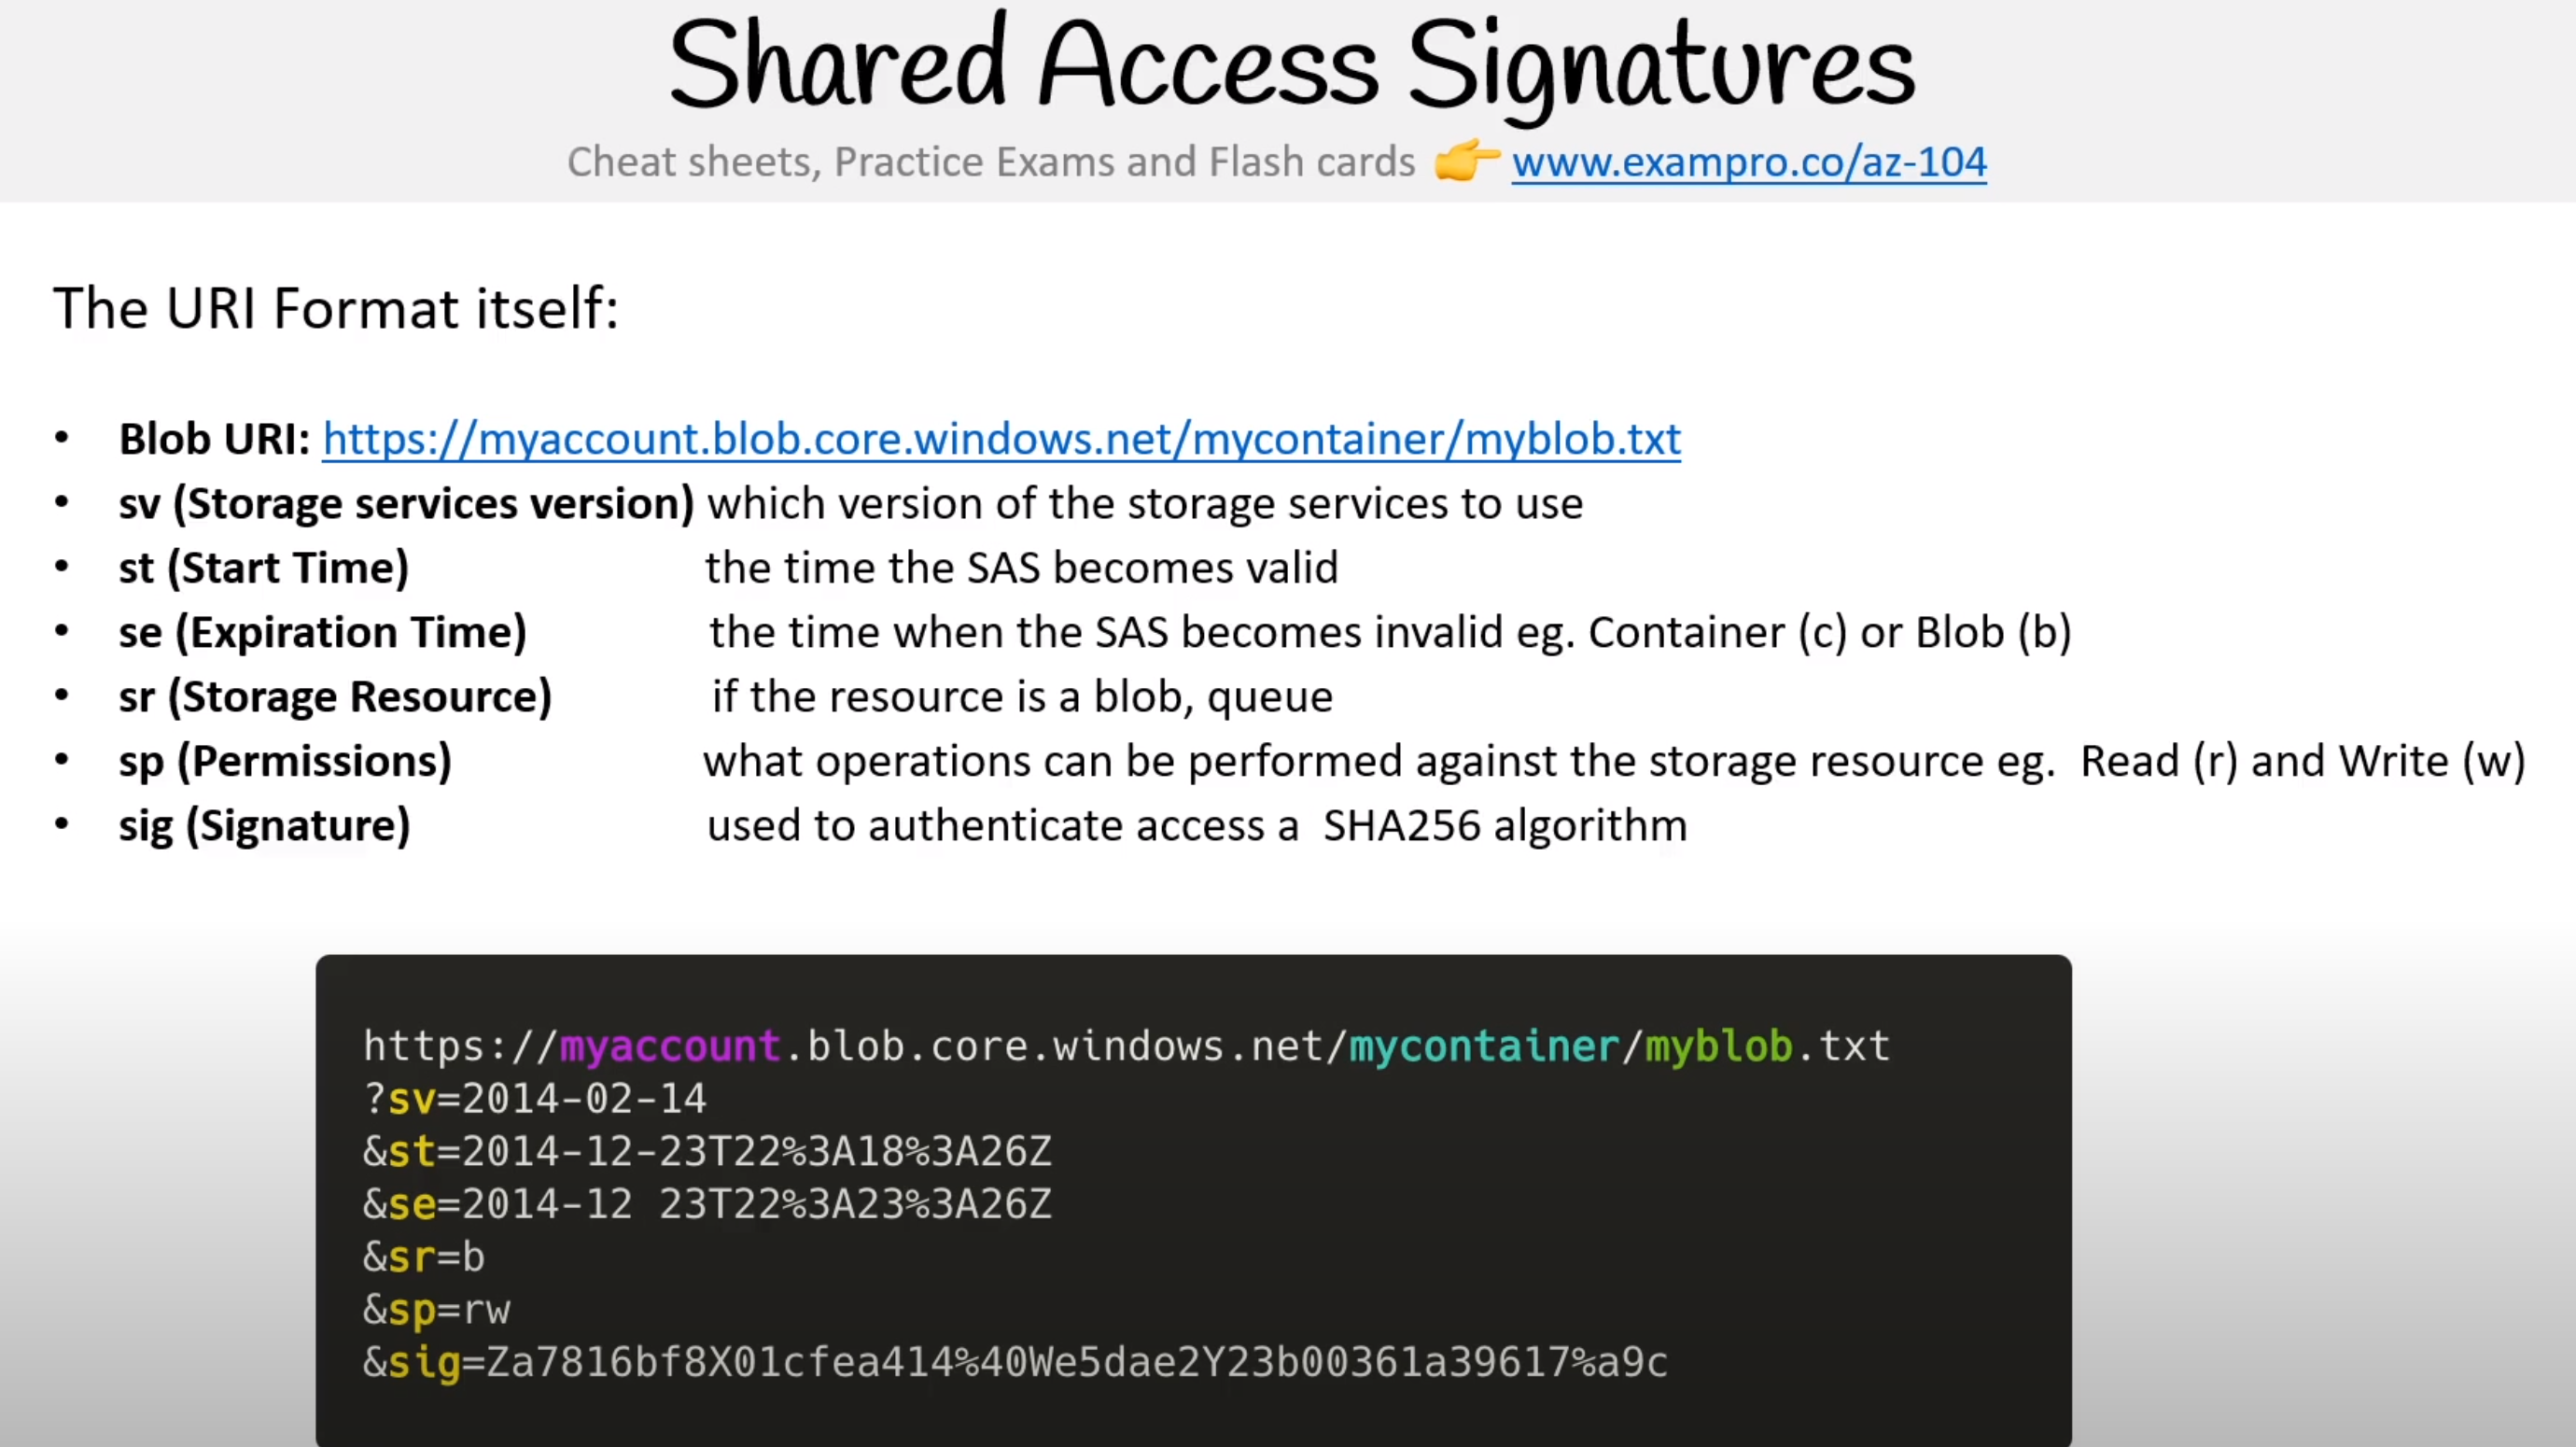 Shared Access Signatures
Cheat sheets, Practice Exams and Flash cards 👉 www.exampro.co/az-104
The URI Format itself:
• Blob URI: https://myaccount.blob.core.windows.net/mycontainer/myblob.txt
• sv (Storage services version) which version of the storage services to use
• st (Start Time) the time the SAS becomes valid
• se (Expiration Time) the time when the SAS becomes invalid eg. Container (c) or Blob (b)
• sr (Storage Resource) if the resource is a blob, queue
• sp (Permissions) what operations can be performed against the storage resource eg. Read (r) and Write (w)
• sig (Signature) used to authenticate access a SHA256 algorithm
https://myaccount.blob.core.windows.net/mycontainer/myblob.txt
?sv=2014-02-14
&st=2014-12-23T22%3A18%3A26Z
&se=2014-12 23T22%3A23%3A26Z
&sr=b
&sp=rw
&sig=Za7816bf8X01cfea414%40We5dae2Y23b00361a39617%a9c